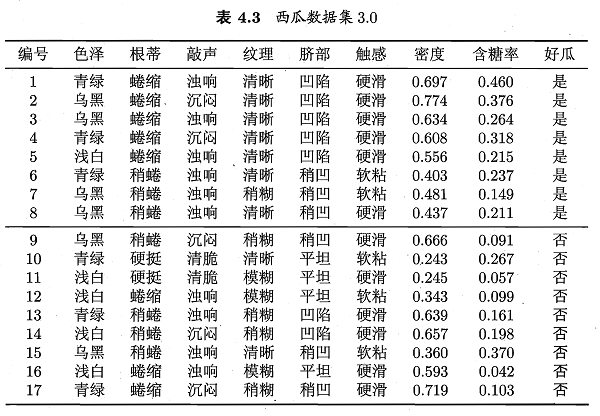 表 4.3 西瓜数据集 3.0
编号 色泽 根蒂 敲声 纹理 脐部 触感 密度 含糖率 好瓜
1 青绿 蜷缩 浊响 清晰 凹陷 硬滑 0.697 0.460 是
2 乌黑 蜷缩 沉闷 清晰 凹陷 硬滑 0.774 0.376 是
3 乌黑 蜷缩 浊响 清晰 凹陷 硬滑 0.634 0.264 是
4 青绿 蜷缩 沉闷 清晰 凹陷 硬滑 0.608 0.318 是
5 浅白 蜷缩 浊响 清晰 凹陷 硬滑 0.556 0.215 是
6 青绿 稍蜷 浊响 清晰 稍凹 软粘 0.403 0.237 是
7 乌黑 稍蜷 浊响 稍糊 稍凹 软粘 0.481 0.149 是
8 乌黑 稍蜷 浊响 清晰 稍凹 硬滑 0.437 0.211 是
9 乌黑 稍蜷 沉闷 稍糊 稍凹 硬滑 0.666 0.091 否
10 青绿 硬挺 清脆 清晰 平坦 软粘 0.243 0.267 否
11 浅白 硬挺 清脆 模糊 平坦 硬滑 0.245 0.057 否
12 浅白 蜷缩 浊响 模糊 平坦 软粘 0.343 0.099 否
13 青绿 稍蜷 浊响 稍糊 凹陷 硬滑 0.639 0.161 否
14 浅白 稍蜷 沉闷 稍糊 凹陷 硬滑 0.657 0.198 否
15 乌黑 稍蜷 浊响 清晰 稍凹 软粘 0.360 0.370 否
16 浅白 蜷缩 浊响 模糊 平坦 硬滑 0.593 0.042 否
17 青绿 蜷缩 沉闷 稍糊 稍凹 硬滑 0.719 0.103 否